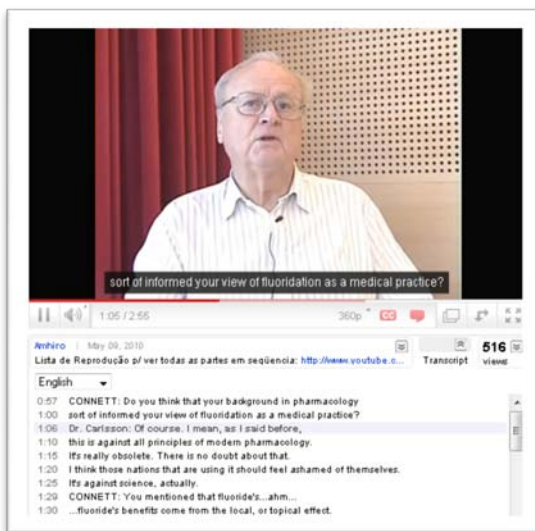 sort of informed your view of fluoridation as a medical practice?
1:05 / 2:55
360p
CC
Amhiro | May 09, 2010
516
views
Lista de Reprodução p/ ver todas as partes em seqüencia: http://www.youtube.c...
Transcript
English
0:57 CONNETT: Do you think that your background in pharmacology
1:00 sort of informed your view of fluoridation as a medical practice?
1:06 Dr. Carlsson: Of course. I mean, as I said before,
1:10 this is against all principles of modern pharmacology.
1:15 It's really obsolete. There is no doubt about that.
1:20 I think those nations that are using it should feel ashamed of themselves.
1:25 It's against science, actually.
1:29 CONNETT: You mentioned that fluoride's...ahm...
1:30 ...fluoride's benefits come from the local, or topical effect.